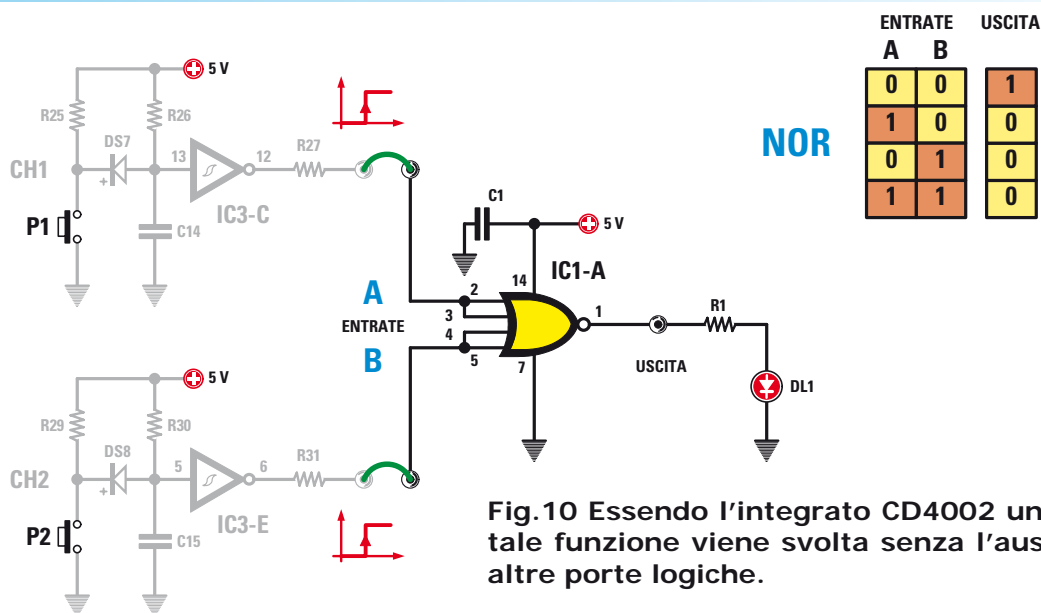 ENTRATE USCITA
A B
0 0 1
1 0 0
0 1 0
1 1 0
NOR
5 V
R25 R26
DS7
+
CH1
13 12
R27
IC3-C
P1
C14
C1
5 V
IC1-A
14
A
2
3
ENTRATE
4
B
5
7
1
R1
USCITA
DL1
5 V
R29 R30
DS8
+
CH2
5 6
R31
IC3-E
P2
C15
Fig.10 Essendo l'integrato CD4002 un
tale funzione viene svolta senza l'aus
altre porte logiche.